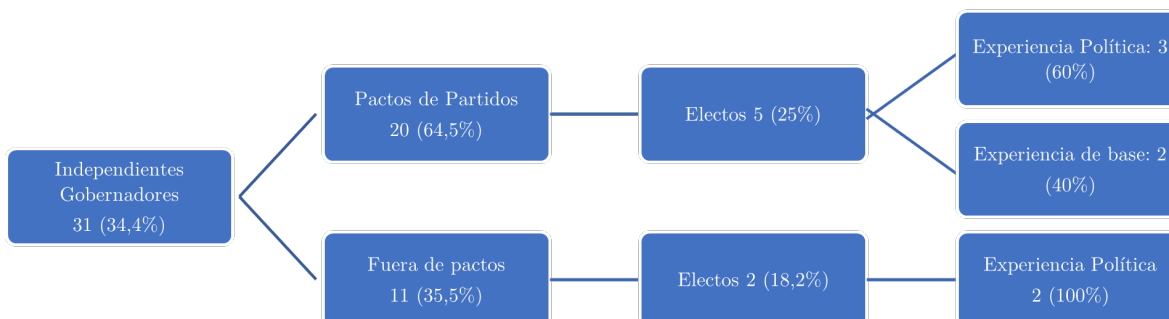 Independientes
Gobernadores
31 (34,4%)
Pactos de Partidos
20 (64,5%)
Fuera de pactos
11 (35,5%)
Electos 5 (25%)
Electos 2 (18,2%)
Experiencia Política: 3
(60%)
Experiencia de base: 2
(40%)
Experiencia Política
2 (100%)